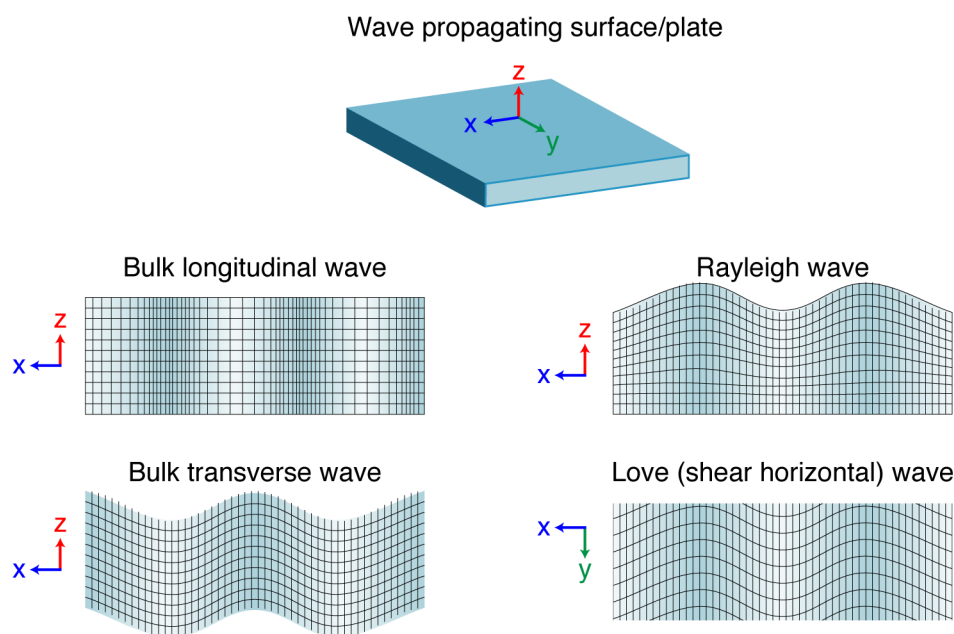 Wave propagating surface/plate
z
x
y
Bulk longitudinal wave
z
x
Rayleigh wave
z
x
Bulk transverse wave
z
x
Love (shear horizontal) wave
x
y